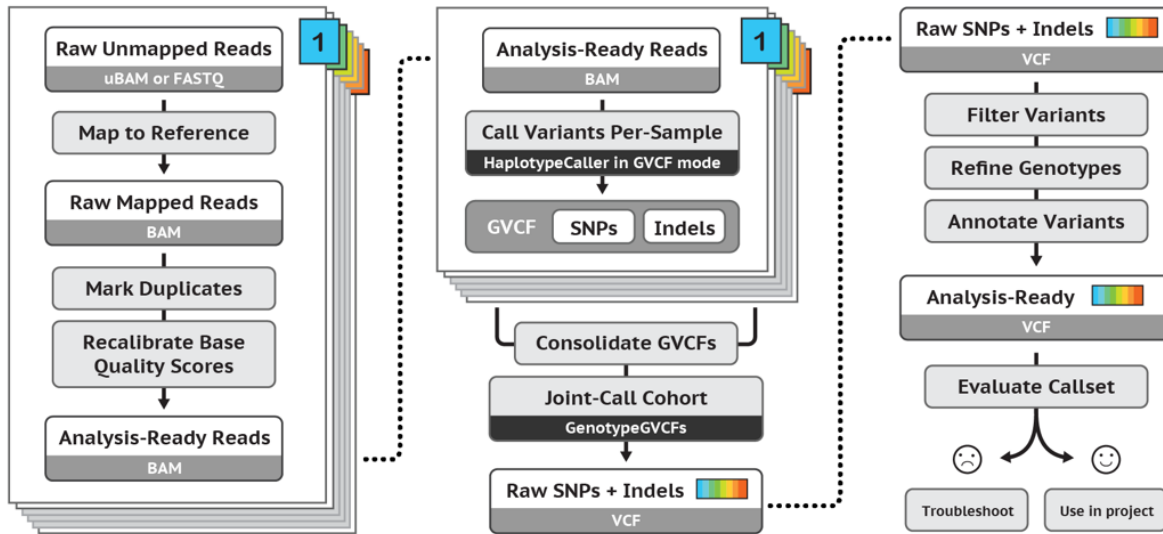 1
Raw Unmapped Reads
uBAM or FASTQ
Map to Reference
Raw Mapped Reads
BAM
Mark Duplicates
Recalibrate Base
Quality Scores
Analysis-Ready Reads
BAM
1
Analysis-Ready Reads
BAM
Call Variants Per-Sample
HaplotypeCaller in GVCF mode
GVCF SNPs Indels
Consolidate GVCFs
Joint-Call Cohort
GenotypeGVCFs
Raw SNPs + Indels
VCF
Raw SNPs + Indels
VCF
Filter Variants
Refine Genotypes
Annotate Variants
Analysis-Ready
VCF
Evaluate Callset
Troubleshoot
Use in project